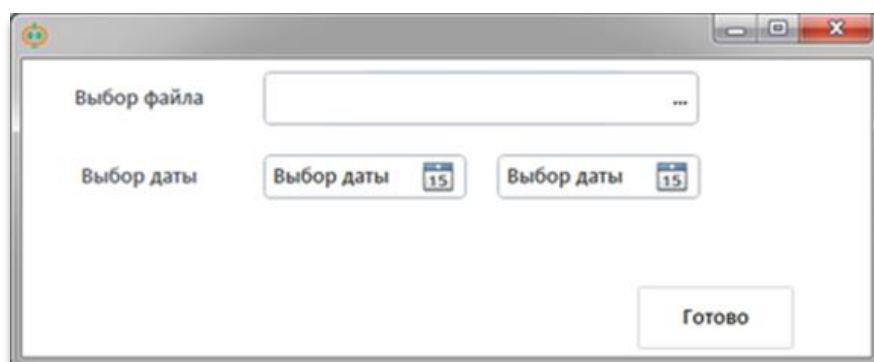 Выбор файла ...
Выбор даты Выбор даты 15 Выбор даты 15
Готово